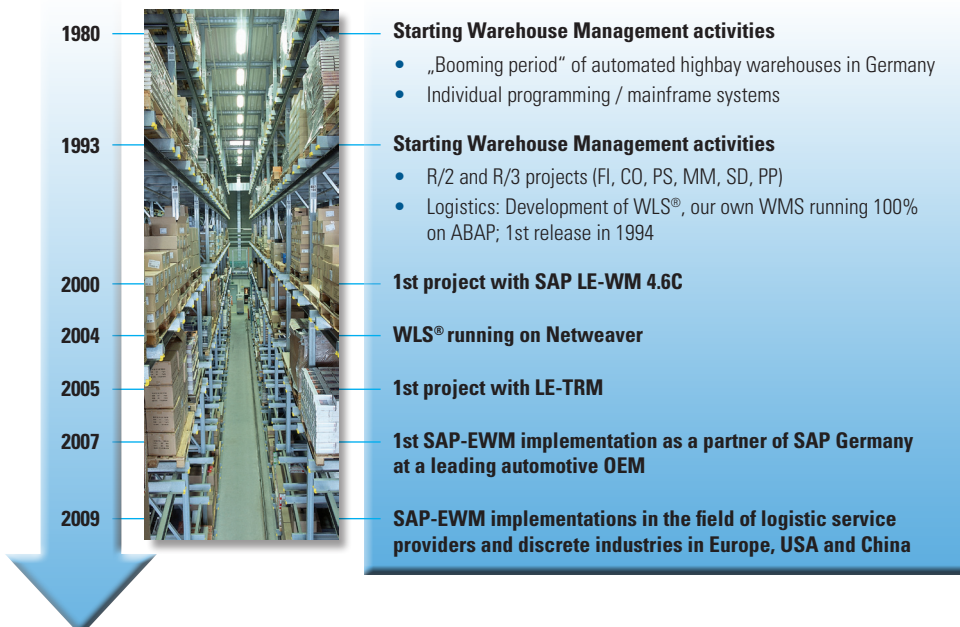 1980
Starting Warehouse Management activities
• „Booming period“ of automated highbay warehouses in Germany
• Individual programming / mainframe systems
1993
Starting Warehouse Management activities
• R/2 and R/3 projects (FI, CO, PS, MM, SD, PP)
• Logistics: Development of WLS®, our own WMS running 100%
on ABAP; 1st release in 1994
2000
1st project with SAP LE-WM 4.6C
2004
WLS® running on Netweaver
2005
1st project with LE-TRM
2007
1st SAP-EWM implementation as a partner of SAP Germany
at a leading automotive OEM
2009
SAP-EWM implementations in the field of logistic service
providers and discrete industries in Europe, USA and China